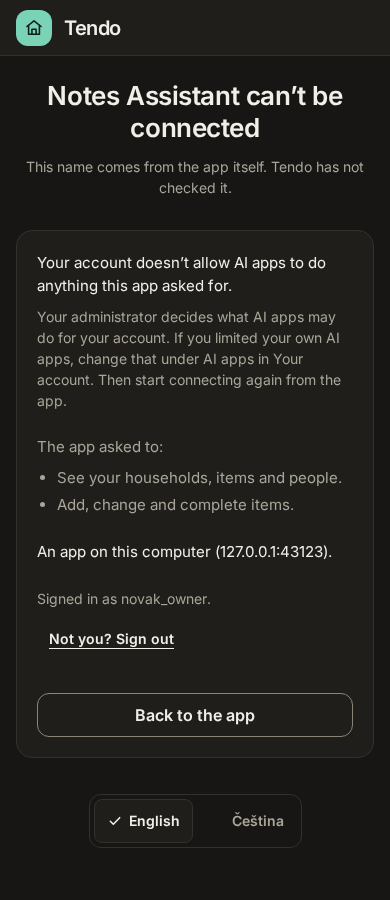 Tendo
Notes Assistant can’t be
connected
This name comes from the app itself. Tendo has not
checked it.
Your account doesn’t allow AI apps to do
anything this app asked for.
Your administrator decides what AI apps may
do for your account. If you limited your own AI
apps, change that under AI apps in Your
account. Then start connecting again from the
app.
The app asked to:
• See your households, items and people.
• Add, change and complete items.
An app on this computer (127.0.0.1:43123).
Signed in as novak_owner.
Not you? Sign out
Back to the app
English Čeština